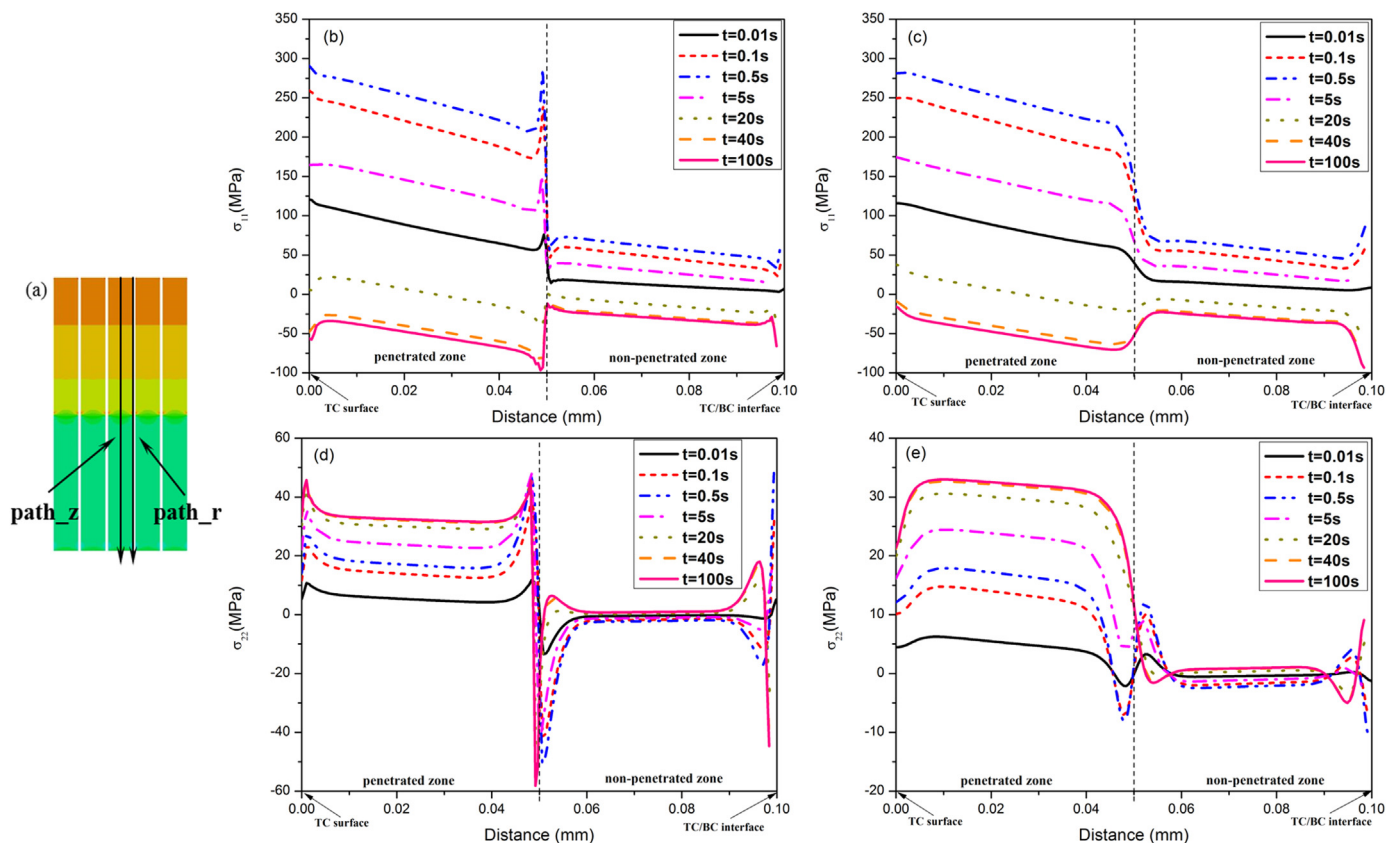 (a)
path_z
path_r
(b)
t=0.01s
t=0.1s
t=0.5s
t=5s
t=20s
t=40s
t=100s
350
300
250
200
150
100
50
0
-50
-100
σ11(MPa)
penetrated zone
non-penetrated zone
0.00
0.02
0.04
0.06
0.08
0.10
TC surface
Distance (mm)
TC/BC interface
(c)
t=0.01s
t=0.1s
t=0.5s
t=5s
t=20s
t=40s
t=100s
350
300
250
200
150
100
50
0
-50
-100
σ11(MPa)
penetrated zone
non-penetrated zone
0.00
0.02
0.04
0.06
0.08
0.10
TC surface
Distance (mm)
TC/BC interface
(d)
t=0.01s
t=0.1s
t=0.5s
t=5s
t=20s
t=40s
t=100s
60
40
20
0
-20
-40
-60
σ22(MPa)
penetrated zone
non-penetrated zone
0.00
0.02
0.04
0.06
0.08
0.10
TC surface
Distance (mm)
TC/BC interface
(e)
t=0.01s
t=0.1s
t=0.5s
t=5s
t=20s
t=40s
t=100s
40
30
20
10
0
-10
-20
σ22(MPa)
penetrated zone
non-penetrated zone
0.00
0.02
0.04
0.06
0.08
0.10
TC surface
Distance (mm)
TC/BC interface